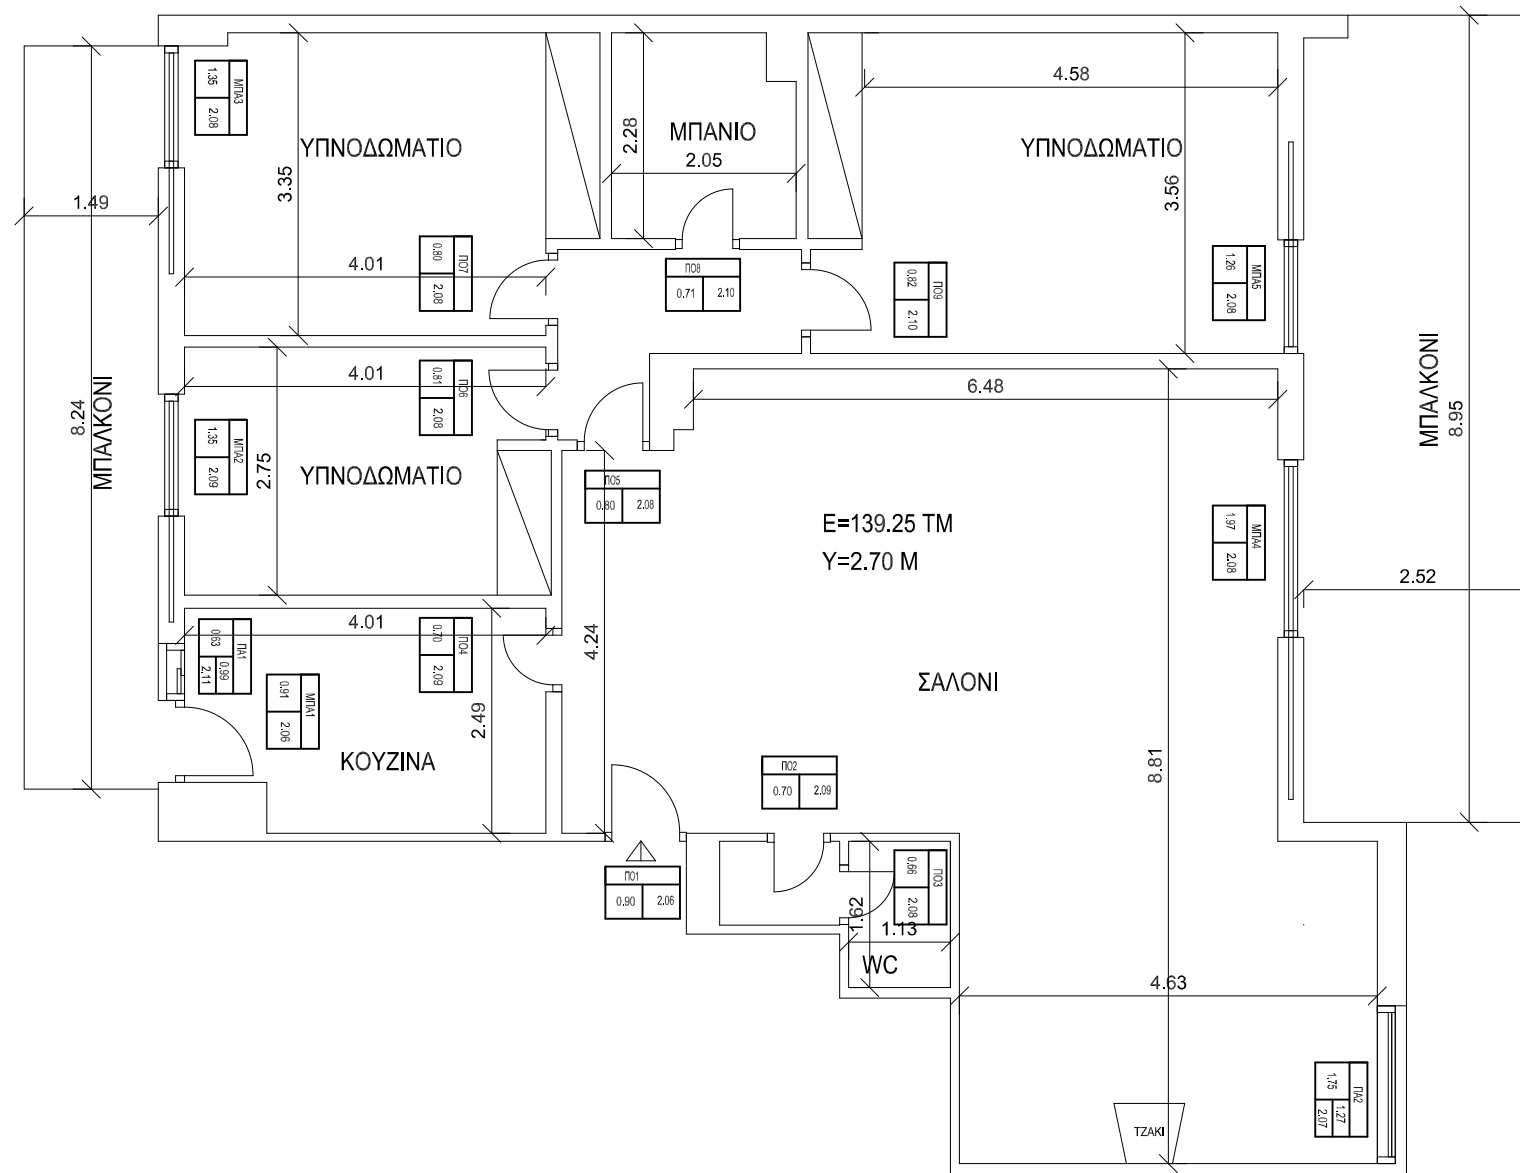 4.58
ΜΠΑ3
1.35
2.08
ΥΠΝΟΔΩΜΑΤΙΟ
3.35
2.28
ΜΠΑΝΙΟ
2.05
ΥΠΝΟΔΩΜΑΤΙΟ
3.56
1.49
4.01
ΠΟ7
0.80
2.08
ΠΟ8
0.71 2.10
ΠΟ9
0.82
2.10
ΜΠΑ5
1.26
2.08
ΜΠΑΛΚΟΝΙ
8.24
4.01
ΠΟ6
0.81
2.08
6.48
ΜΠΑΛΚΟΝΙ
8.95
ΜΠΑ2
1.35
2.09
2.75
ΥΠΝΟΔΩΜΑΤΙΟ
ΠΟ5
0.80 2.08
E=139.25 TM
Y=2.70 M
ΜΠΑ4
1.97
2.08
2.52
4.01
ΠΑ1
0.63
0.99
2.11
ΠΟ4
0.70
2.09
4.24
ΜΠΑ1
0.91
2.06
2.49
ΣΑΛΟΝΙ
ΚΟΥΖΙΝΑ
ΠΟ2
0.70 2.09
8.81
ΠΟ1
0.90 2.06
ΠΟ3
0.66
2.08
1.62
1.13
WC
4.63
ΠΑ2
1.75
1.27
2.07
ΤΖΑΚΙ